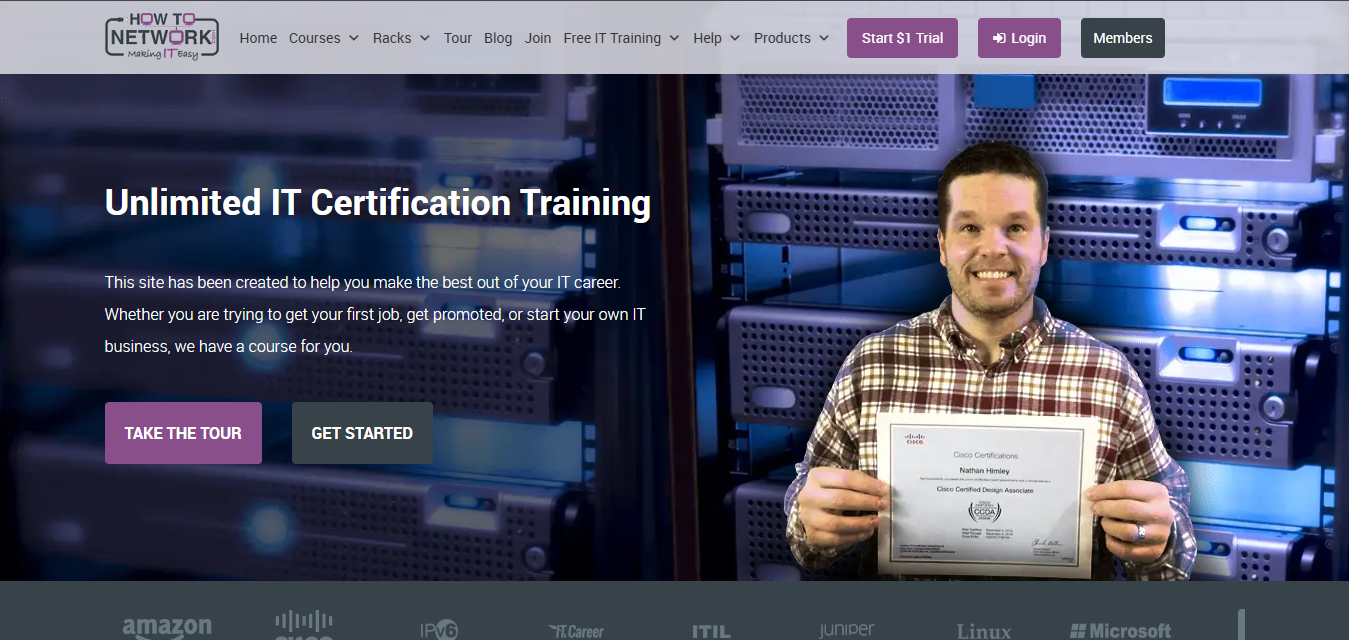 HOW TO
NETWORK.com
Making IT Easy
Home Courses Racks Tour Blog Join Free IT Training Help Products Start $1 Trial Login Members
Unlimited IT Certification Training
This site has been created to help you make the best out of your IT career.
Whether you are trying to get your first job, get promoted, or start your own IT
business, we have a course for you.
TAKE THE TOUR GET STARTED
CISCO
Cisco Certifications
Nathan Himley
Cisco Certified Design Associate
CCDA
amazon cisco IPv6 IT.Career ITIL juniper Linux Microsoft